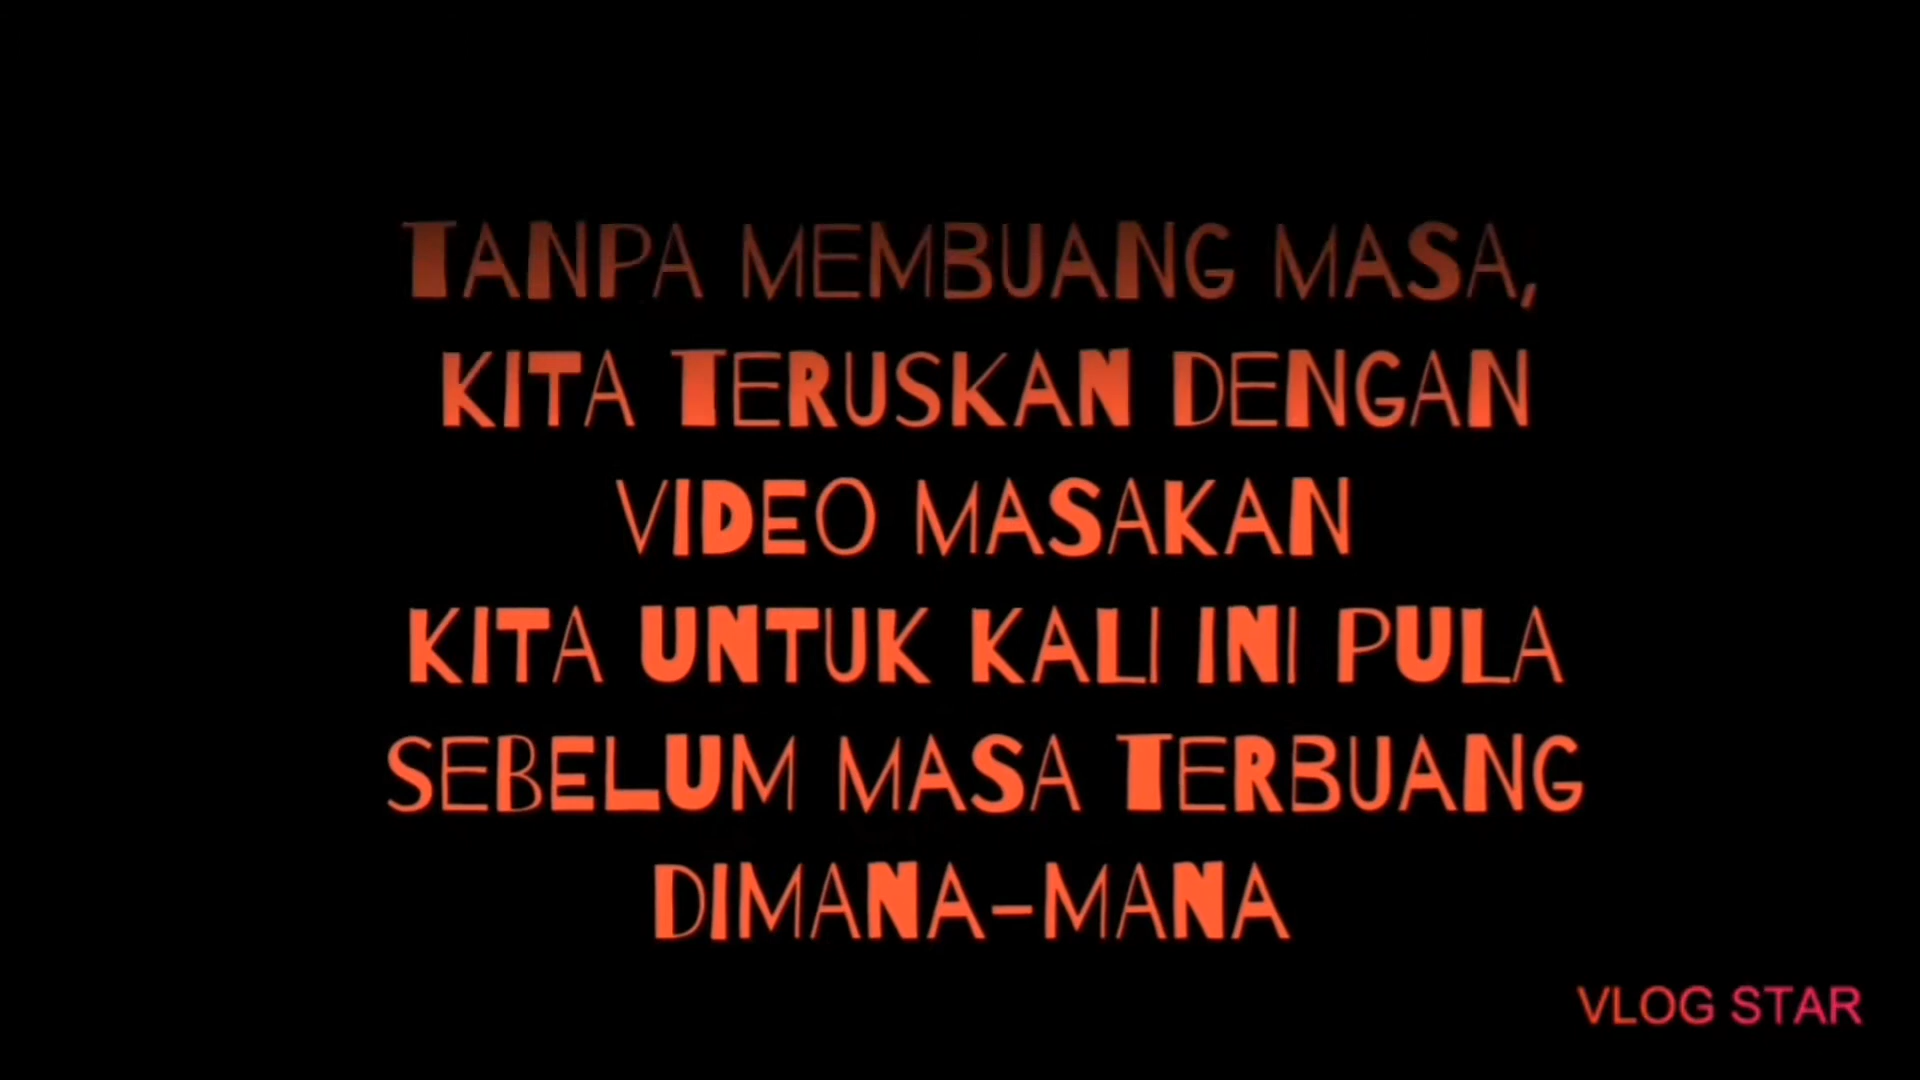 TANPA MEMBUANG MASA,
KITA TERUSKAN DENGAN
VIDEO MASAKAN
KITA UNTUK KALI INI PULA
SEBELUM MASA TERBUANG
DIMANA-MANA
VLOG STAR